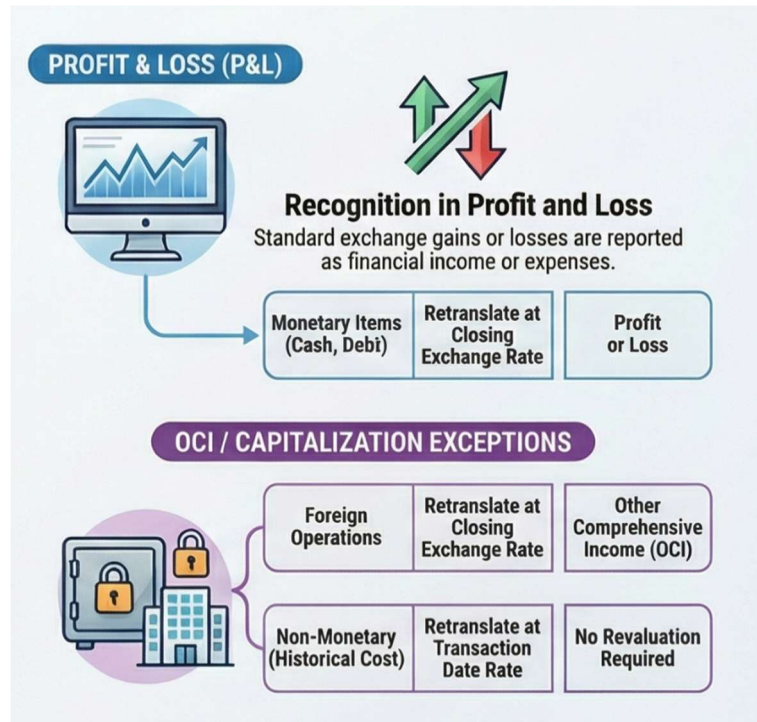 PROFIT & LOSS (P&L)
Recognition in Profit and Loss
Standard exchange gains or losses are reported
as financial income or expenses.
Monetary Items
(Cash, Debt)
Retranslate at
Closing
Exchange Rate
Profit
or Loss
OCI / CAPITALIZATION EXCEPTIONS
Foreign
Operations
Retranslate at
Closing
Exchange Rate
Other
Comprehensive
Income (OCI)
Non-Monetary
(Historical Cost)
Retranslate at
Transaction
Date Rate
No Revaluation
Required